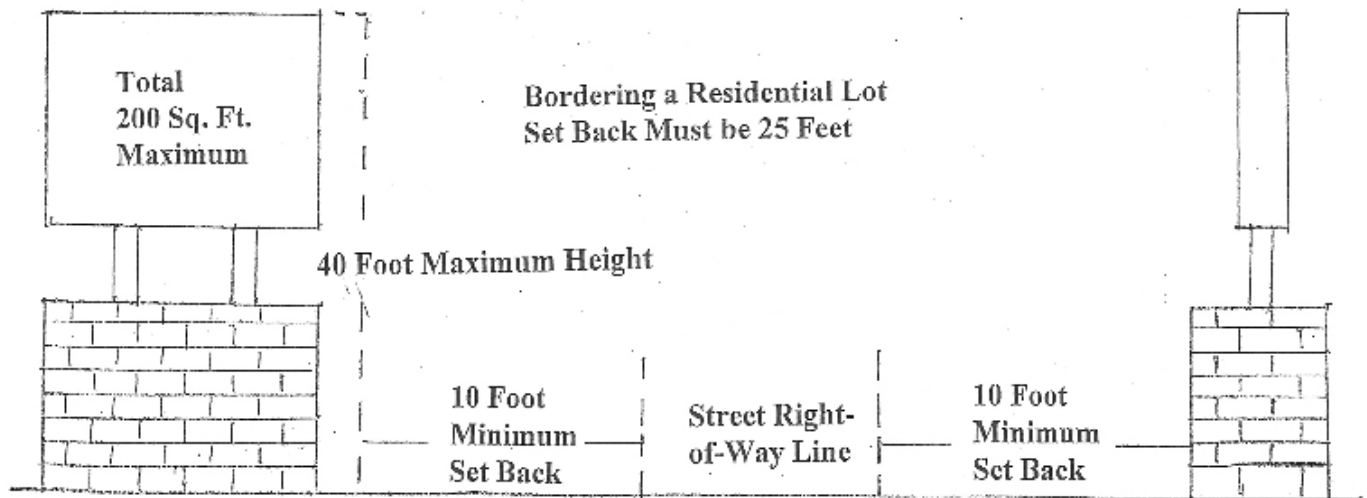 Total
200 Sq. Ft.
Maximum
Bordering a Residential Lot
Set Back Must be 25 Feet
40 Foot Maximum Height
10 Foot
Minimum
Set Back
Street Right-
of-Way Line
10 Foot
Minimum
Set Back